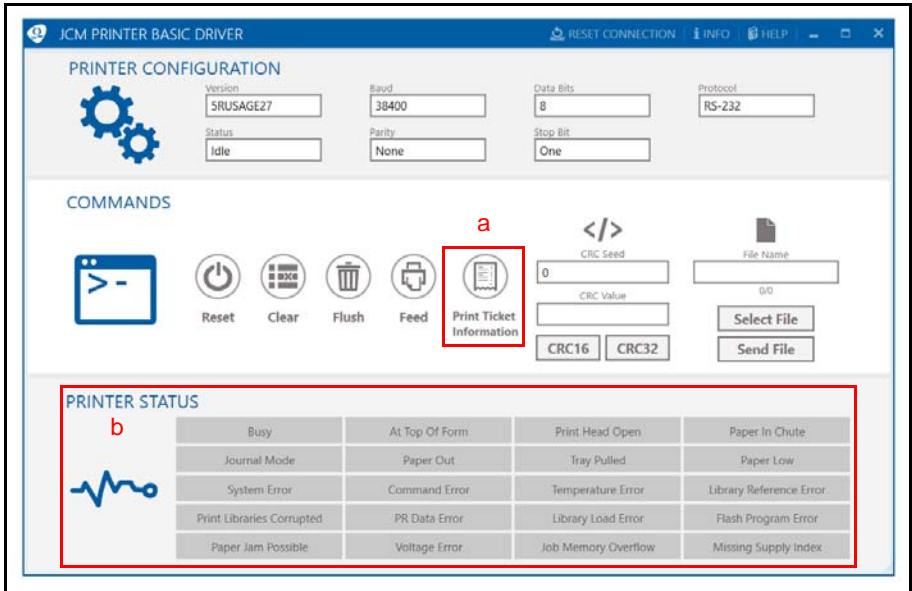 JCM PRINTER BASIC DRIVER RESET CONNECTION INFO HELP
PRINTER CONFIGURATION
Version Baud Data Bits Protocol
5RUSAGE27 38400 8 RS-232
Status Parity Stop Bit
Idle None One
COMMANDS
a
</>
CRC Seed File Name
0
0/0
CRC Value
Reset Clear Flush Feed Print Ticket Information
Select File
CRC16 CRC32 Send File
PRINTER STATUS
b
Busy At Top Of Form Print Head Open Paper In Chute
Journal Mode Paper Out Tray Pulled Paper Low
System Error Command Error Temperature Error Library Reference Error
Print Libraries Corrupted PR Data Error Library Load Error Flash Program Error
Paper Jam Possible Voltage Error Job Memory Overflow Missing Supply Index